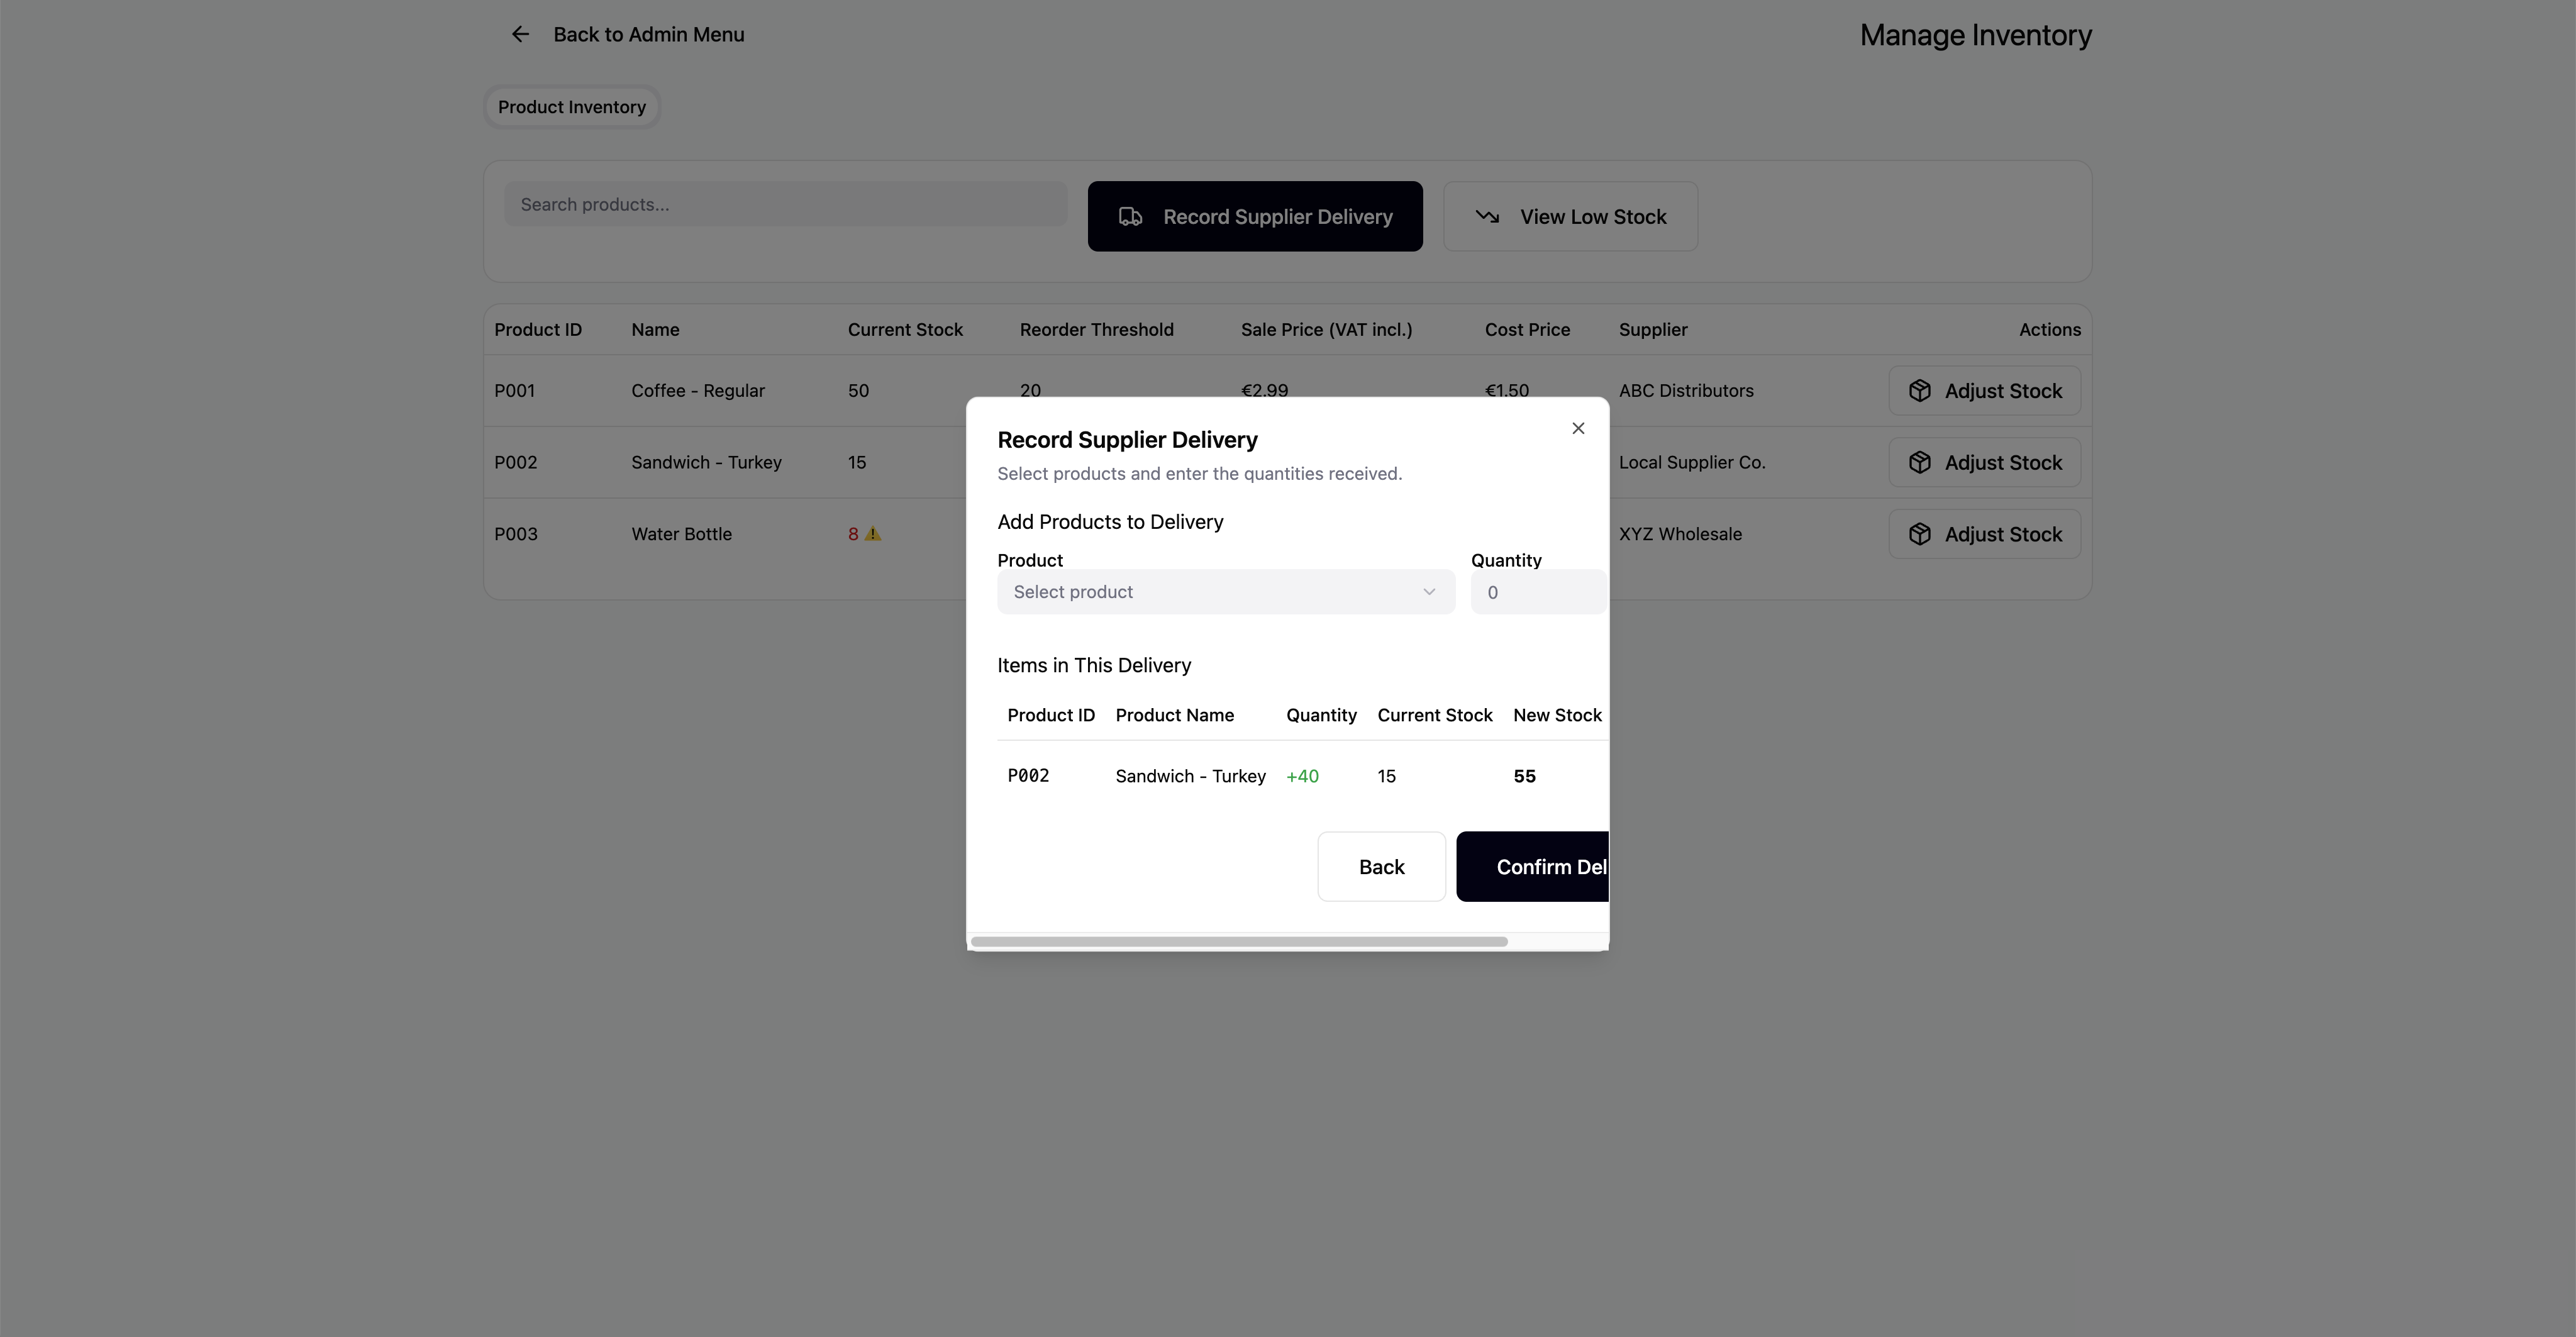 Back to Admin Menu
Manage Inventory
Product Inventory
Search products...
Record Supplier Delivery
View Low Stock
Product ID Name Current Stock Reorder Threshold Sale Price (VAT incl.) Cost Price Supplier Actions
P001 Coffee - Regular 50 20 €2.99 €1.50 ABC Distributors Adjust Stock
P002 Sandwich - Turkey 15 Local Supplier Co. Adjust Stock
P003 Water Bottle 8 XYZ Wholesale Adjust Stock
Record Supplier Delivery
Select products and enter the quantities received.
Add Products to Delivery
Product Quantity
Select product 0
Items in This Delivery
Product ID Product Name Quantity Current Stock New Stock
P002 Sandwich - Turkey +40 15 55
Back Confirm Del